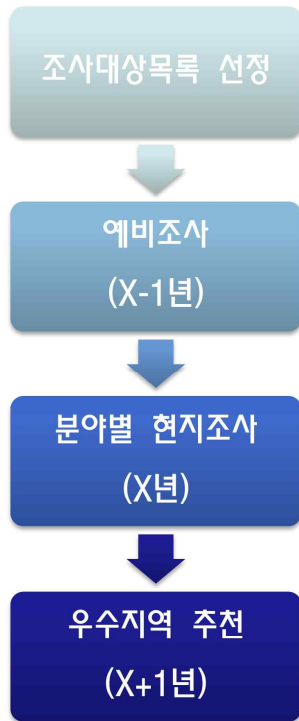 조사대상목록 선정
예비조사
(X-1년)
분야별 현지조사
(X년)
우수지역 추천
(X+1년)